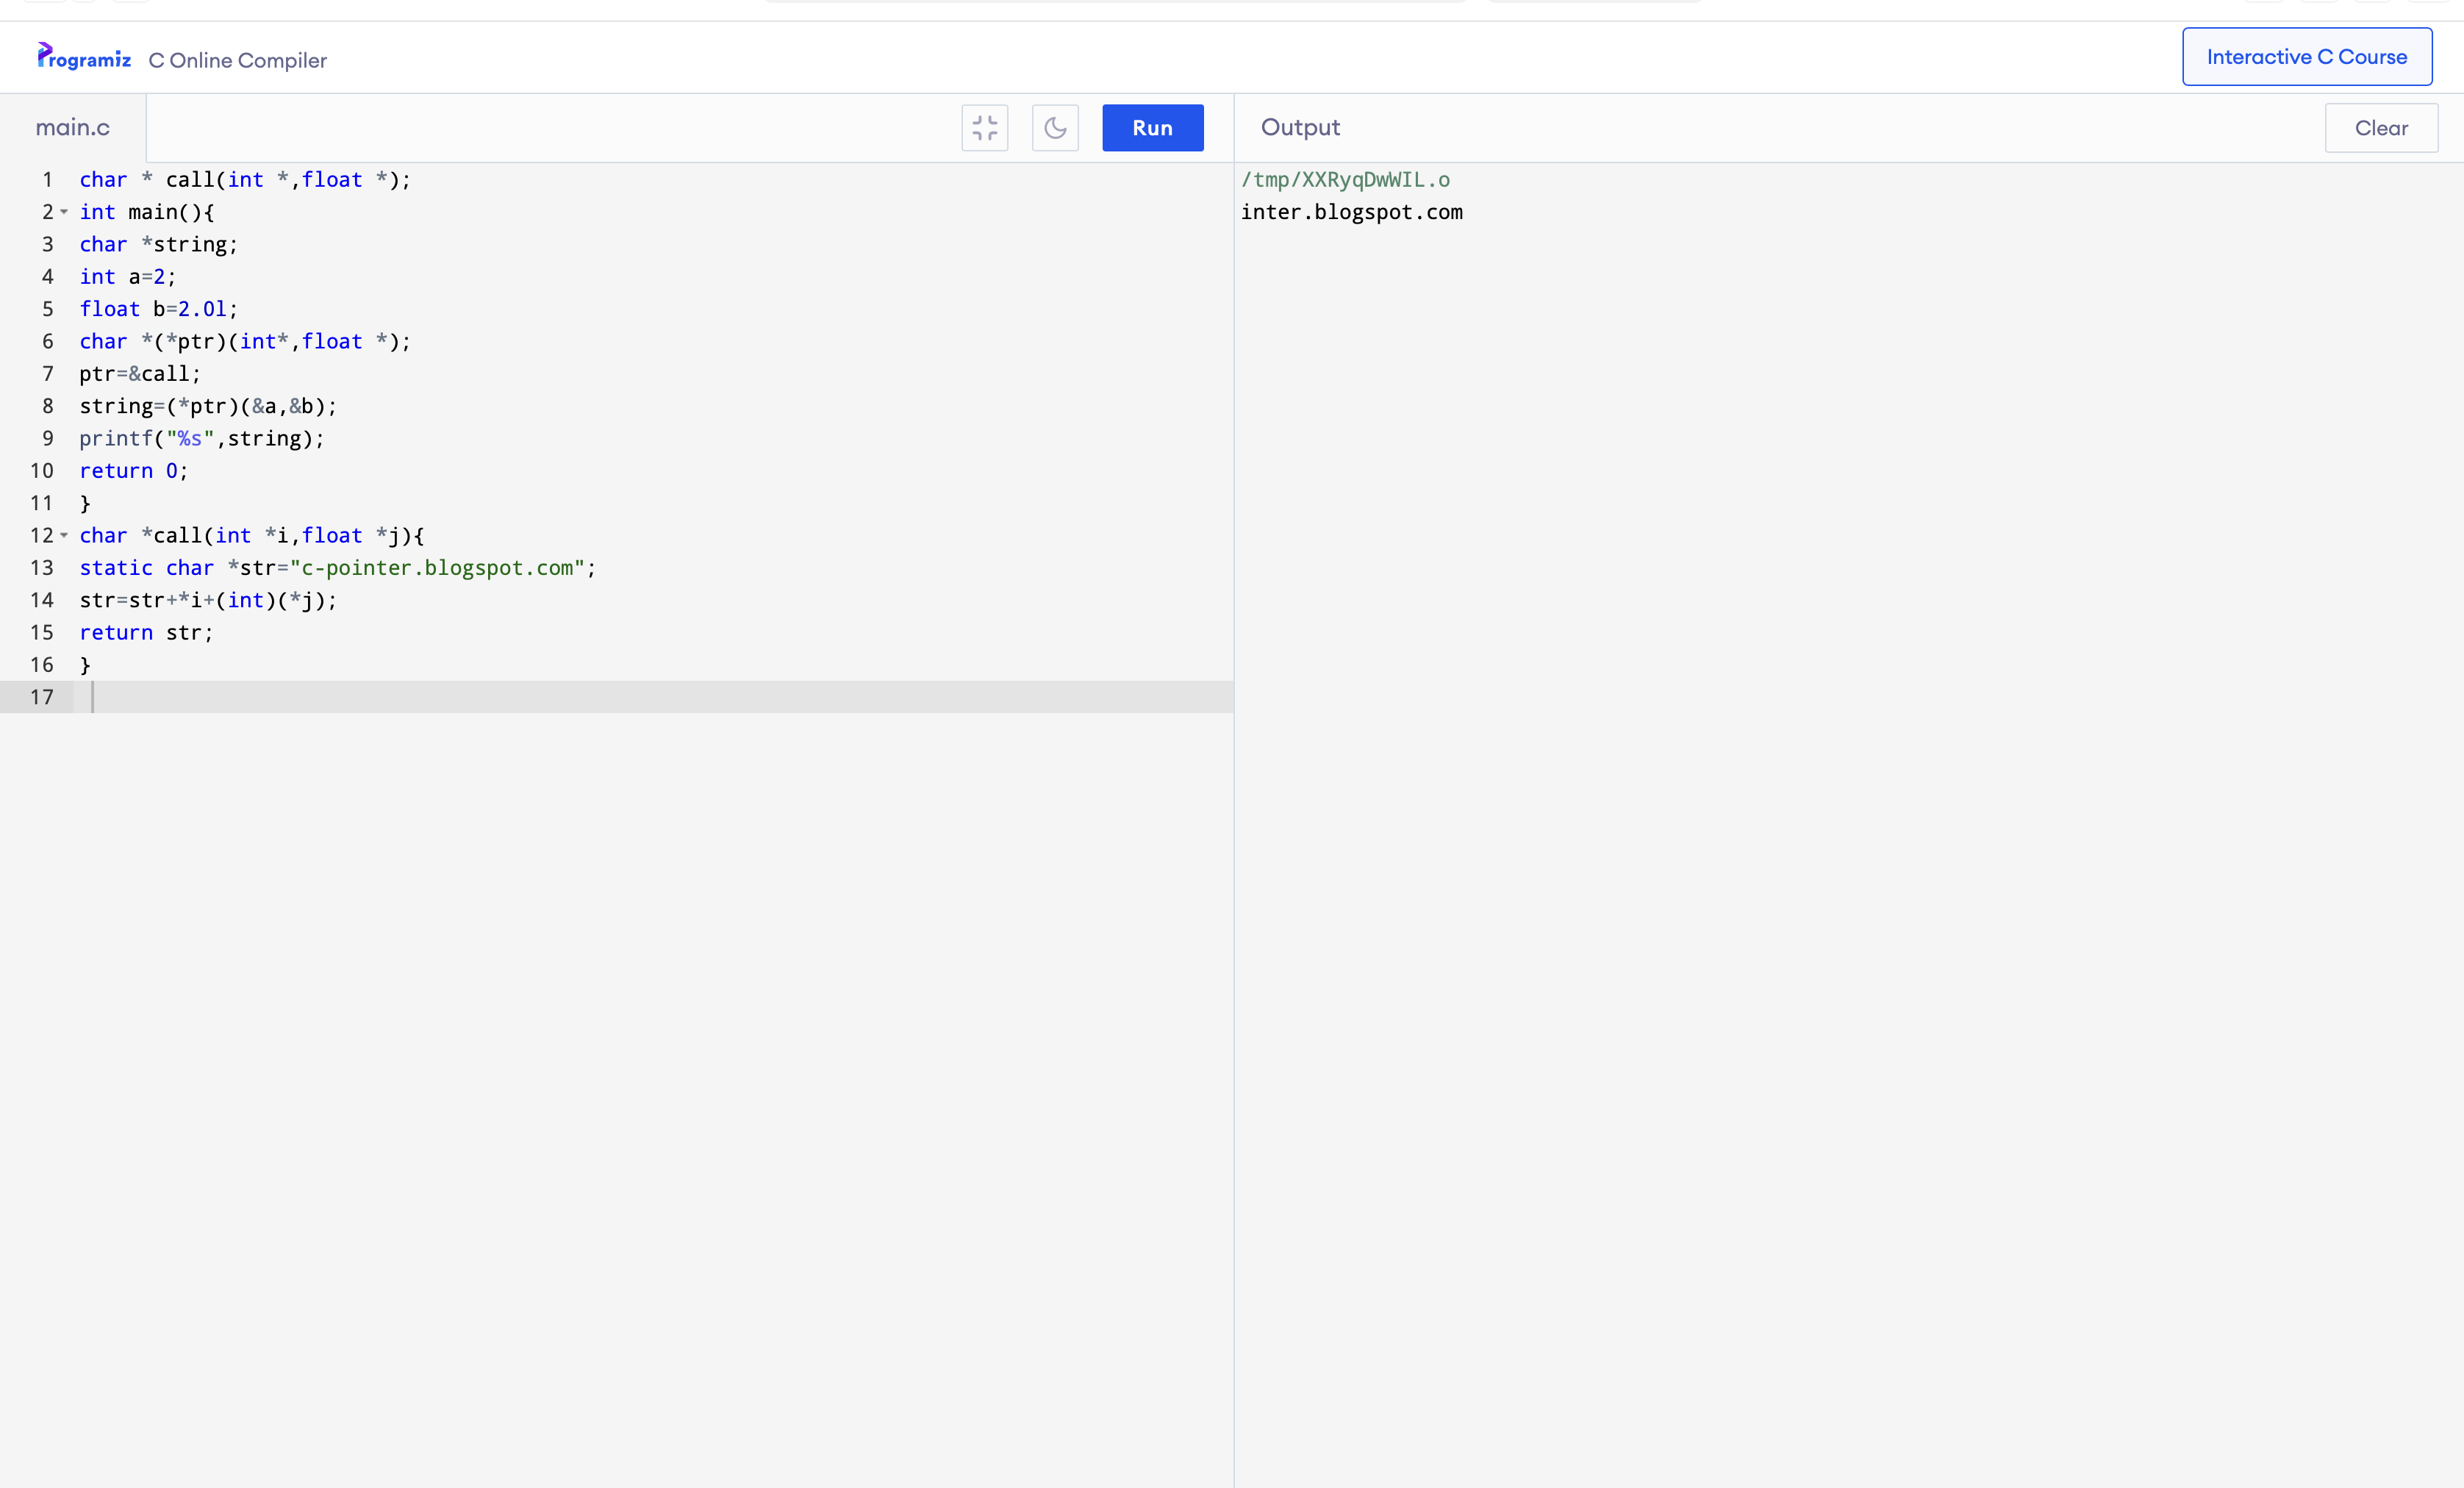 Programiz C Online Compiler
Interactive C Course
main.c
Run
Output
Clear
1 char * call(int *,float *);
2 int main(){
3 char *string;
4 int a=2;
5 float b=2.0l;
6 char *(*ptr)(int*,float *);
7 ptr=&call;
8 string=(*ptr)(&a,&b);
9 printf("%s",string);
10 return 0;
11 }
12 char *call(int *i,float *j){
13 static char *str="c-pointer.blogspot.com";
14 str=str+*i+(int)(*j);
15 return str;
16 }
17
/tmp/XXRyqDwWIL.o
inter.blogspot.com